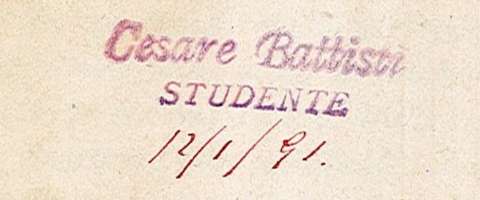 Cesare Battisti
STUDENTE
12/1/91.